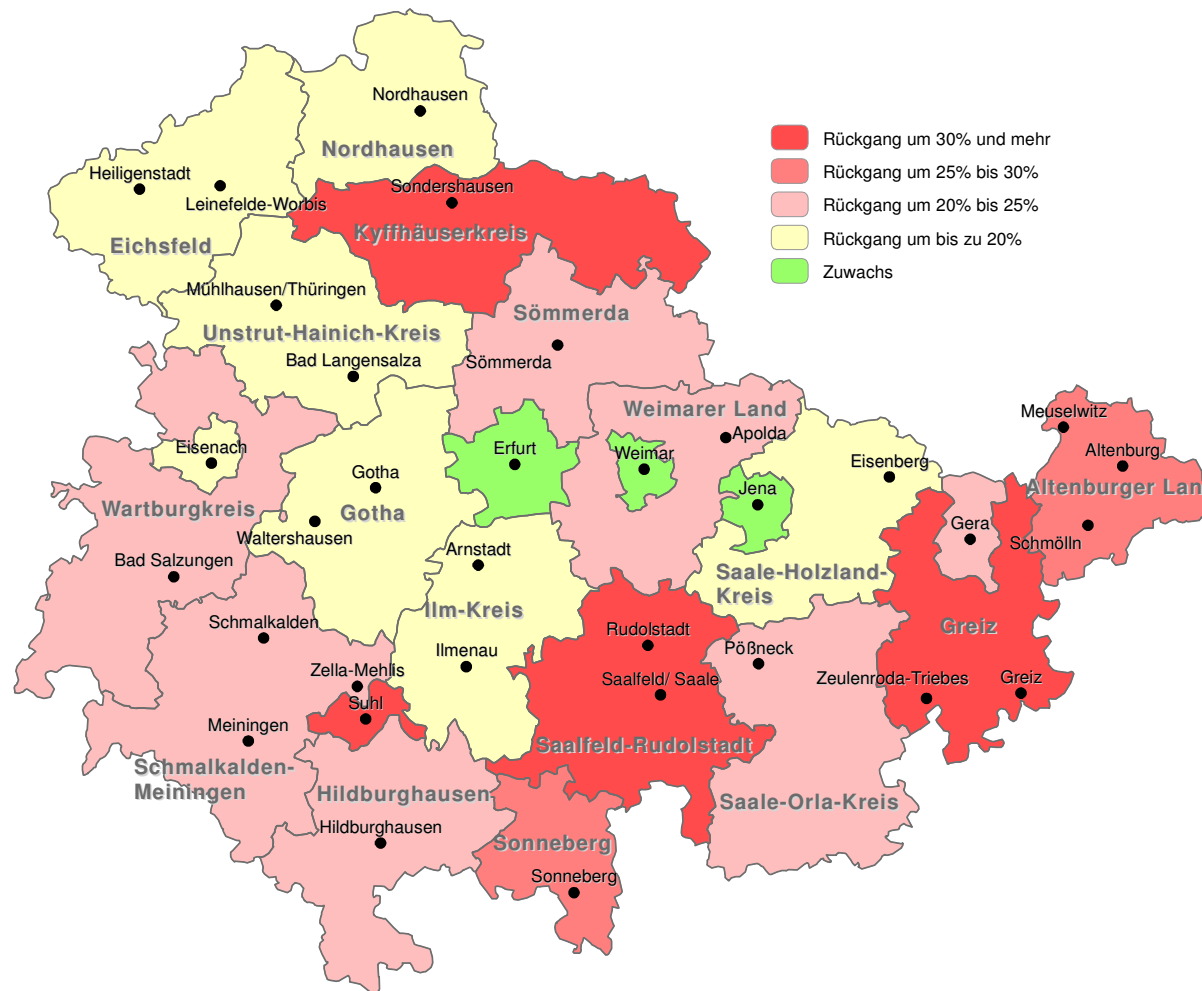 Nordhausen
Nordhausen
Heiligenstadt
Leinefelde-Worbis
Eichsfeld
Sondershausen
Kyffhäuserkreis
Rückgang um 30% und mehr
Rückgang um 25% bis 30%
Rückgang um 20% bis 25%
Rückgang um bis zu 20%
Zuwachs
Mühlhausen/Thüringen
Unstrut-Hainich-Kreis
Bad Langensalza
Sömmerda
Sömmerda
Weimarer Land
Apolda
Meuselwitz
Altenburg
Altenburger Lan
Schmölln
Eisenach
Wartburgkreis
Bad Salzungen
Gotha
Gotha
Waltershausen
Erfurt
Weimar
Jena
Eisenberg
Saale-Holzland-
Kreis
Gera
Greiz
Zeulenroda-Triebes
Greiz
Arnstadt
Ilm-Kreis
Ilmenau
Schmalkalden
Zella-Mehlis
Suhl
Meiningen
Schmalkalden-
Meiningen
Rudolstadt
Saalfeld/ Saale
Saalfeld-Rudolstadt
Pößneck
Saale-Orla-Kreis
Hildburghausen
Hildburghausen
Sonneberg
Sonneberg